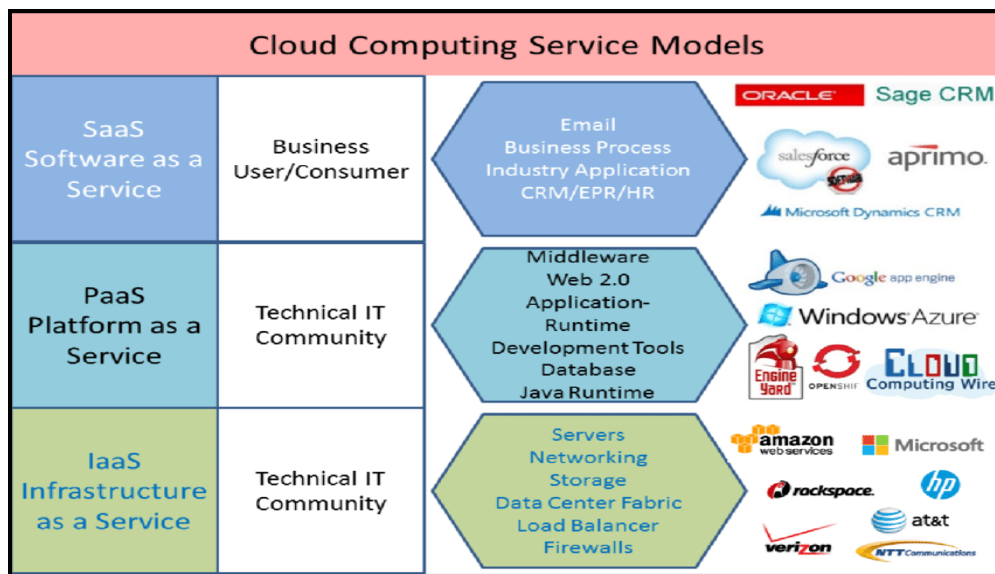 Cloud Computing Service Models
SaaS
Software as a
Service
Business
User/Consumer
Email
Business Process
Industry Application
CRM/EPR/HR
ORACLE
Sage CRM
salesforce
SOFTWARE
aprimo.
Microsoft Dynamics CRM
PaaS
Platform as a
Service
Technical IT
Community
Middleware
Web 2.0
Application-
Runtime
Development Tools
Database
Java Runtime
Google app engine
Windows Azure
Engine
Yard
OPENSHIF
CLOUD
Computing Wire
IaaS
Infrastructure
as a Service
Technical IT
Community
Servers
Networking
Storage
Data Center Fabric
Load Balancer
Firewalls
amazon
web services
Microsoft
rackspace.
hp
at&t
verizon
NTT Communications